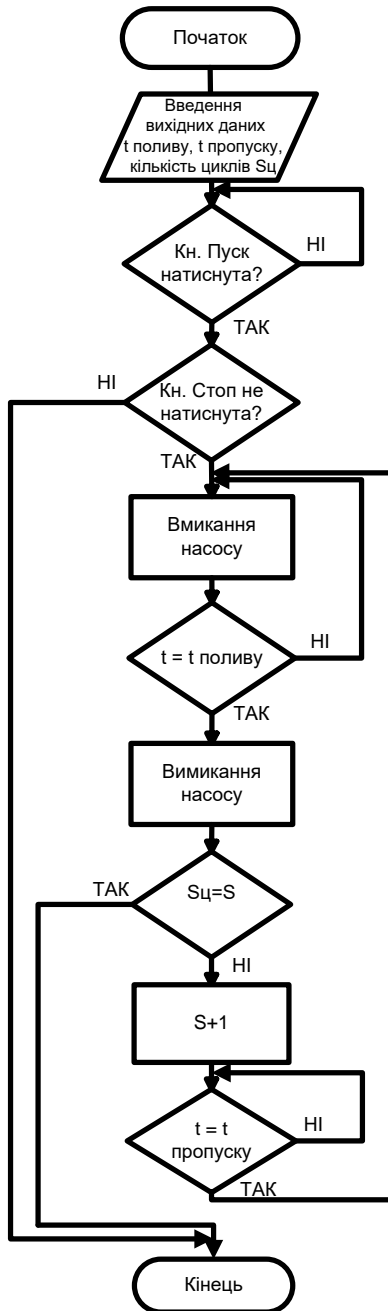 Початок
Введення
вихідних даних
t поливу, t пропуску,
кількість циклів Sц
Кн. Пуск
натиснута?
НІ
ТАК
НІ
Кн. Стоп не
натиснута?
ТАК
Вмикання
насосу
t = t поливу
НІ
ТАК
Вимикання
насосу
ТАК
Sц=S
НІ
S+1
t = t
пропуску
НІ
ТАК
Кінець